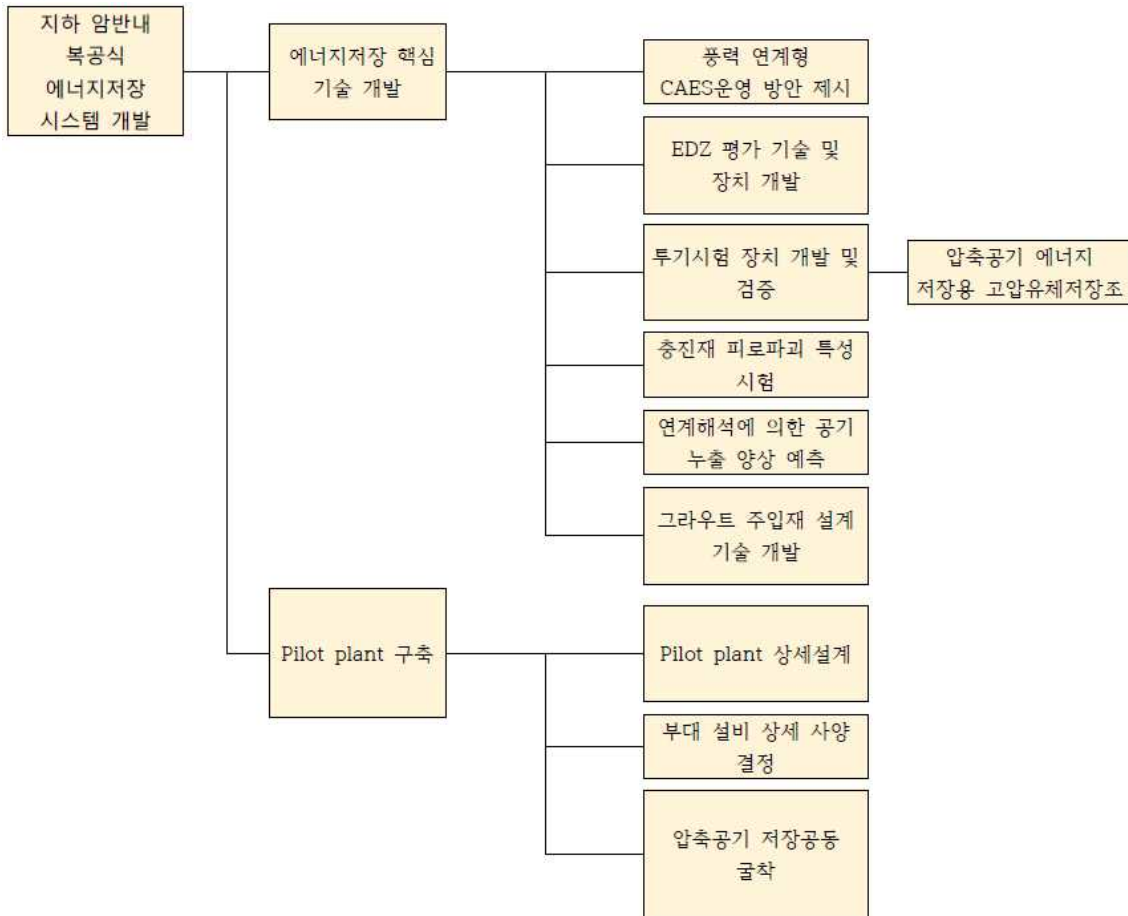 지하 암반내
복공식
에너지저장
시스템 개발
에너지저장 핵심
기술 개발
풍력 연계형
CAES운영 방안 제시
EDZ 평가 기술 및
장치 개발
투기시험 장치 개발 및
검증
압축공기 에너지
저장용 고압유체저장조
충진재 피로파괴 특성
시험
연계해석에 의한 공기
누출 양상 예측
그라우트 주입재 설계
기술 개발
Pilot plant 구축
Pilot plant 상세설계
부대 설비 상세 사양
결정
압축공기 저장공동
굴착